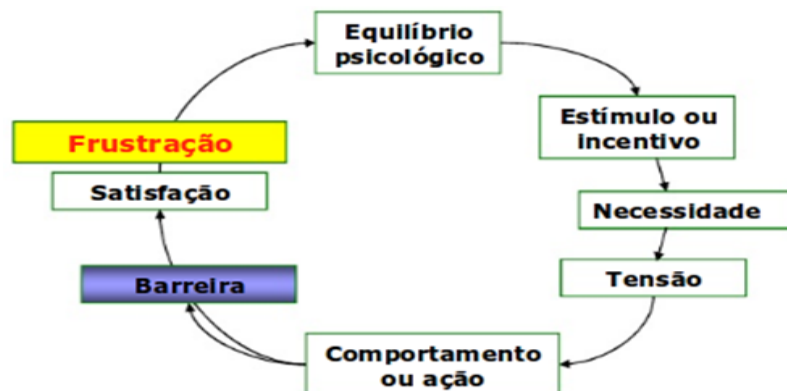 Equilíbrio
psicológico
Estímulo ou
incentivo
Necessidade
Tensão
Comportamento
ou ação
Barreira
Satisfação
Frustração